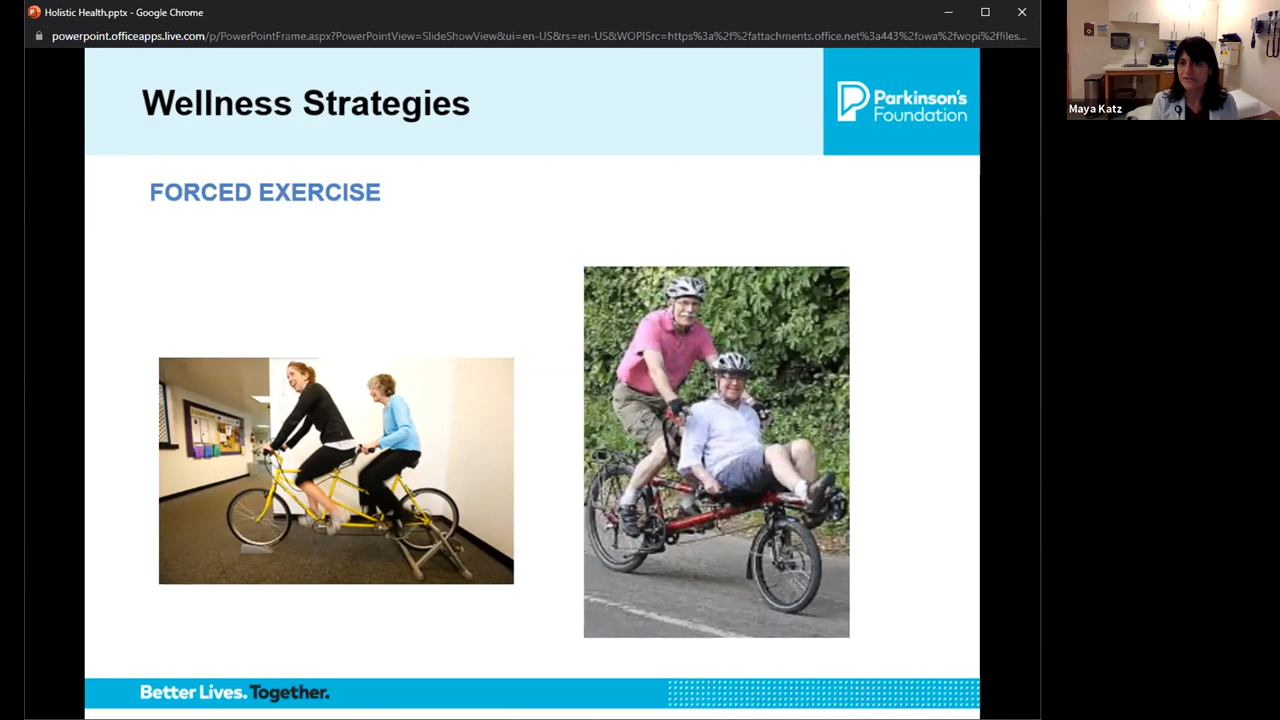 Holistic Health.pptx - Google Chrome
powerpoint.officeapps.live.com/p/PowerPointFrame.aspx?PowerPointView=SlideShowView&ui=en-US&rs=en-US&WOPISrc=https%3a%2f%2fattachments.office.net%3a443%2fowa%2fwopi%2ffiles...
Maya Katz
Wellness Strategies
Parkinson's
Foundation
FORCED EXERCISE
Better Lives. Together.